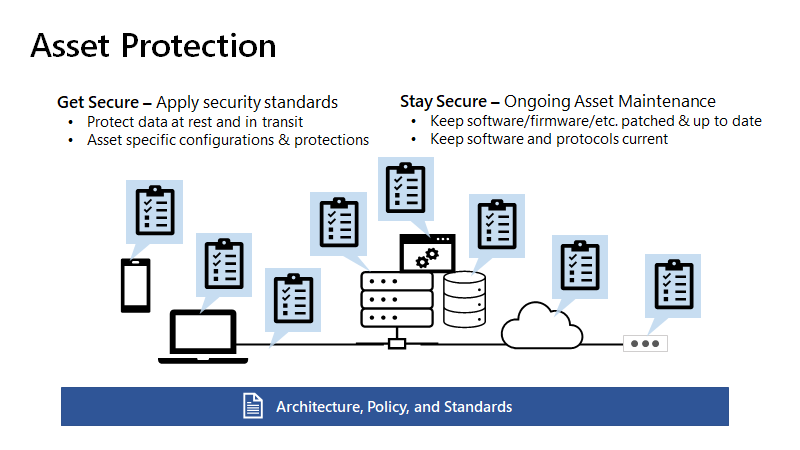 Asset Protection
Get Secure – Apply security standards
• Protect data at rest and in transit
• Asset specific configurations & protections
Stay Secure – Ongoing Asset Maintenance
• Keep software/firmware/etc. patched & up to date
• Keep software and protocols current
Architecture, Policy, and Standards